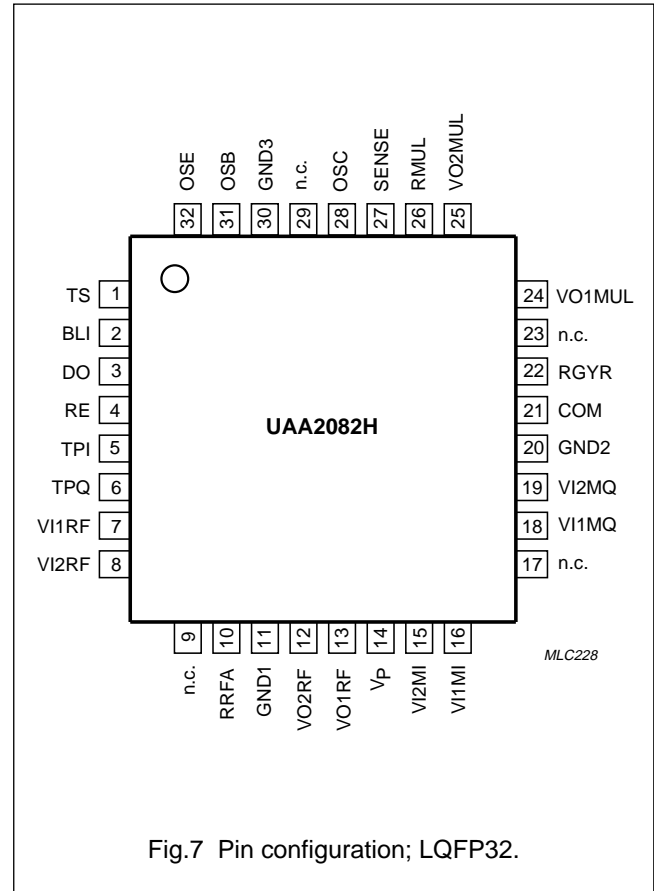 OSE
OSB
GND3
n.c.
OSC
SENSE
RMUL
VO2MUL
32
31
30
29
28
27
26
25
TS 1
BLI 2
DO 3
RE 4
TPI 5
TPQ 6
VI1RF 7
VI2RF 8
UAA2082H
24 VO1MUL
23 n.c.
22 RGYR
21 COM
20 GND2
19 VI2MQ
18 VI1MQ
17 n.c.
9
10
11
12
13
14
15
16
n.c.
RRFA
GND1
VO2RF
VO1RF
VP
VI2MI
VI1MI
MLC228
Fig.7 Pin configuration; LQFP32.